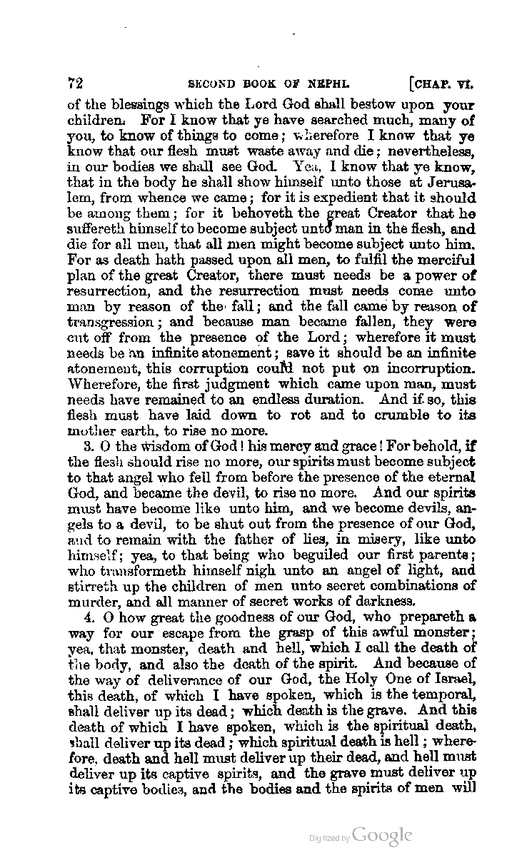 72 SECOND BOOK OF NEPHI. [CHAP. VI.
of the blessings which the Lord God shall bestow upon your
children. For I know that ye have searched much, many of
you, to know of things to come; wherefore I know that ye
know that our flesh must waste away and die; nevertheless,
in our bodies we shall see God. Yea, I know that ye know,
that in the body he shall show himself unto those at Jerusa-
lem, from whence we came; for it is expedient that it should
be among them; for it behoveth the great Creator that he
suffereth himself to become subject unto man in the flesh, and
die for all men, that all men might become subject unto him.
For as death hath passed upon all men, to fulfil the merciful
plan of the great Creator, there must needs be a power of
resurrection, and the resurrection must needs come unto
man by reason of the fall; and the fall came by reason of
transgression; and because man became fallen, they were
cut off from the presence of the Lord; wherefore it must
needs be an infinite atonement; save it should be an infinite
atonement, this corruption could not put on incorruption.
Wherefore, the first judgment which came upon man, must
needs have remained to an endless duration. And if so, this
flesh must have laid down to rot and to crumble to its
mother earth, to rise no more.
3. O the wisdom of God! his mercy and grace! For behold, if
the flesh should rise no more, our spirits must become subject
to that angel who fell from before the presence of the eternal
God, and became the devil, to rise no more. And our spirits
must have become like unto him, and we become devils, an-
gels to a devil, to be shut out from the presence of our God,
and to remain with the father of lies, in misery, like unto
himself; yea, to that being who beguiled our first parents;
who transformeth himself nigh unto an angel of light, and
stirreth up the children of men unto secret combinations of
murder, and all manner of secret works of darkness.
4. O how great the goodness of our God, who prepareth a
way for our escape from the grasp of this awful monster;
yea, that monster, death and hell, which I call the death of
the body, and also the death of the spirit. And because of
the way of deliverance of our God, the Holy One of Israel,
this death, of which I have spoken, which is the temporal,
shall deliver up its dead; which death is the grave. And this
death of which I have spoken, which is the spiritual death,
shall deliver up its dead; which spiritual death is hell; where-
fore, death and hell must deliver up their dead, and hell must
deliver up its captive spirits, and the grave must deliver up
its captive bodies, and the bodies and the spirits of men will
Digitized by Google